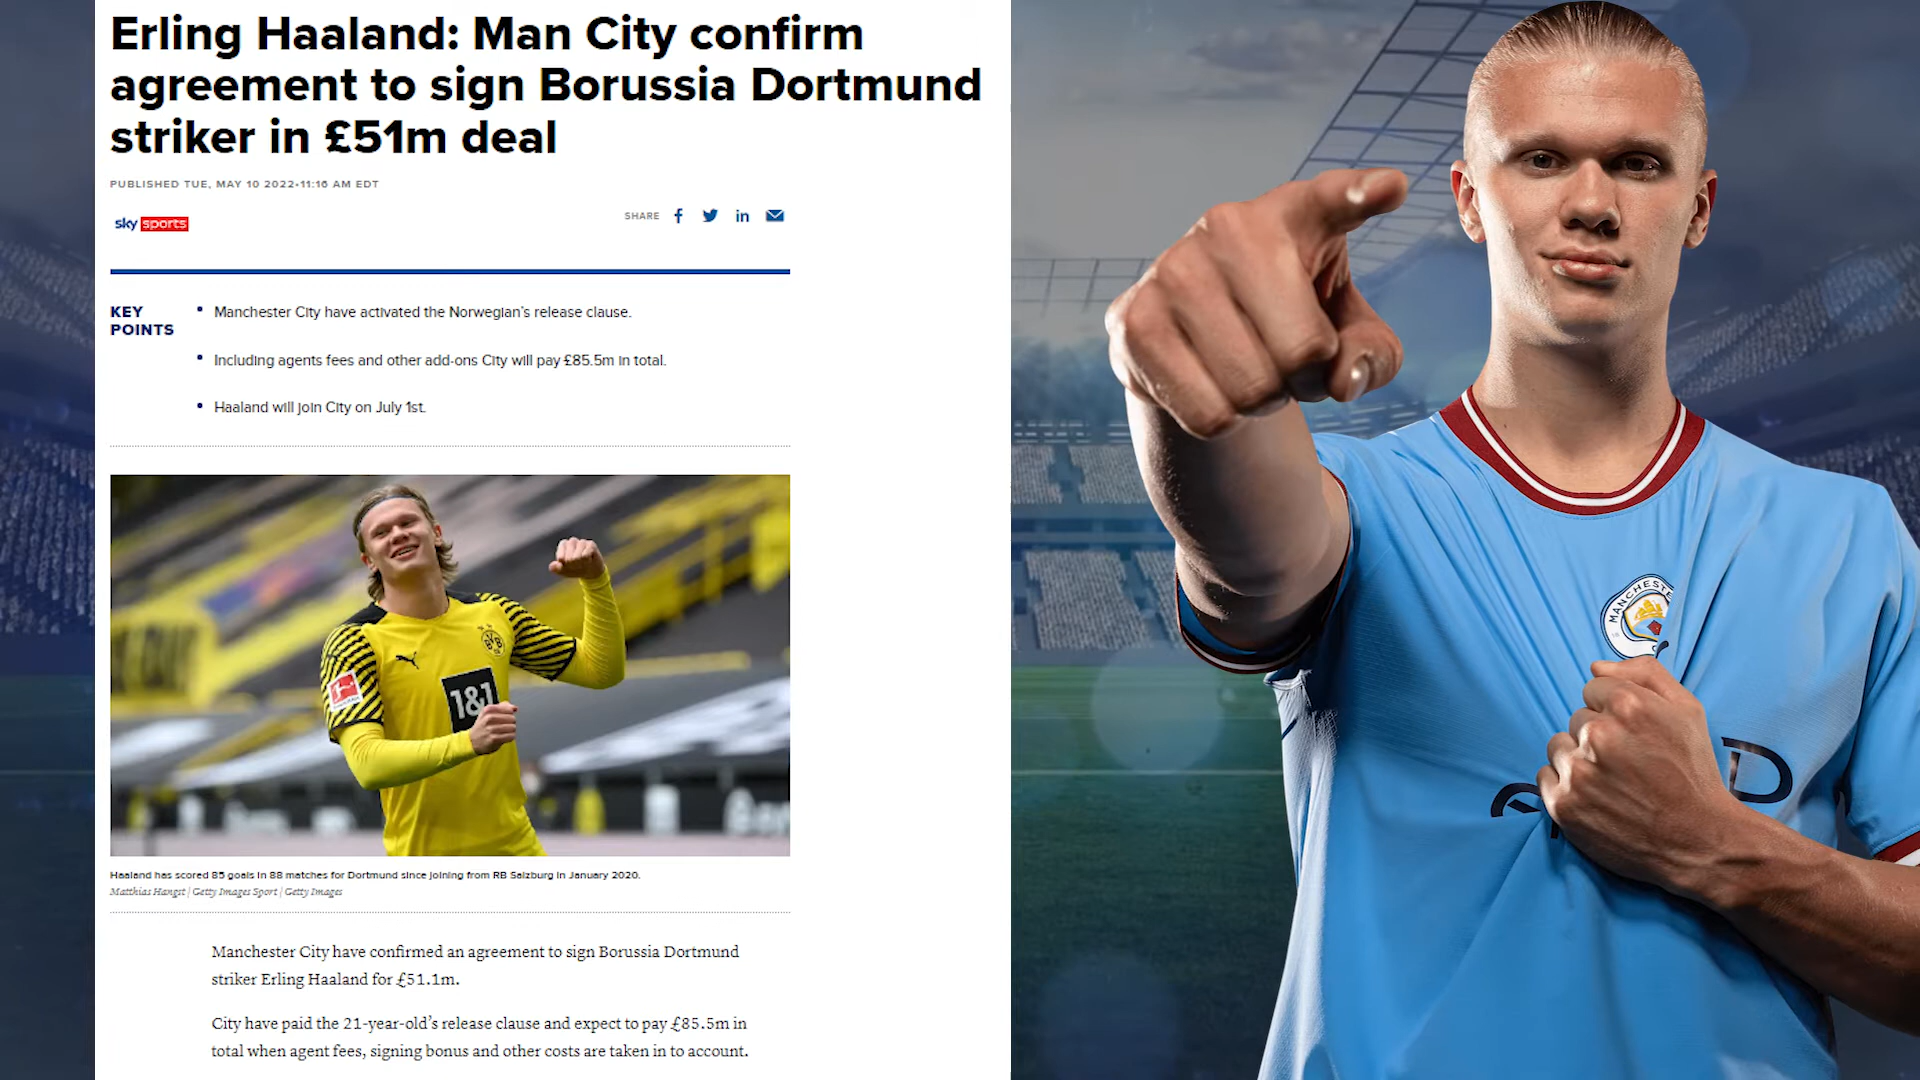 Erling Haaland: Man City confirm
agreement to sign Borussia Dortmund
striker in £51m deal
PUBLISHED TUE, MAY 10 2022•11:16 AM EDT
sky sports
SHARE
KEY
POINTS
• Manchester City have activated the Norwegian's release clause.
• Including agents fees and other add-ons City will pay £85.5m in total.
• Haaland will join City on July 1st.
BVB
1&1
Haaland has scored 85 goals in 88 matches for Dortmund since joining from RB Salzburg in January 2020.
Matthias Hangst | Getty Images Sport | Getty Images
Manchester City have confirmed an agreement to sign Borussia Dortmund
striker Erling Haaland for £51.1m.
City have paid the 21-year-old's release clause and expect to pay £85.5m in
total when agent fees, signing bonus and other costs are taken in to account.
MANCHESTE
18
C
D